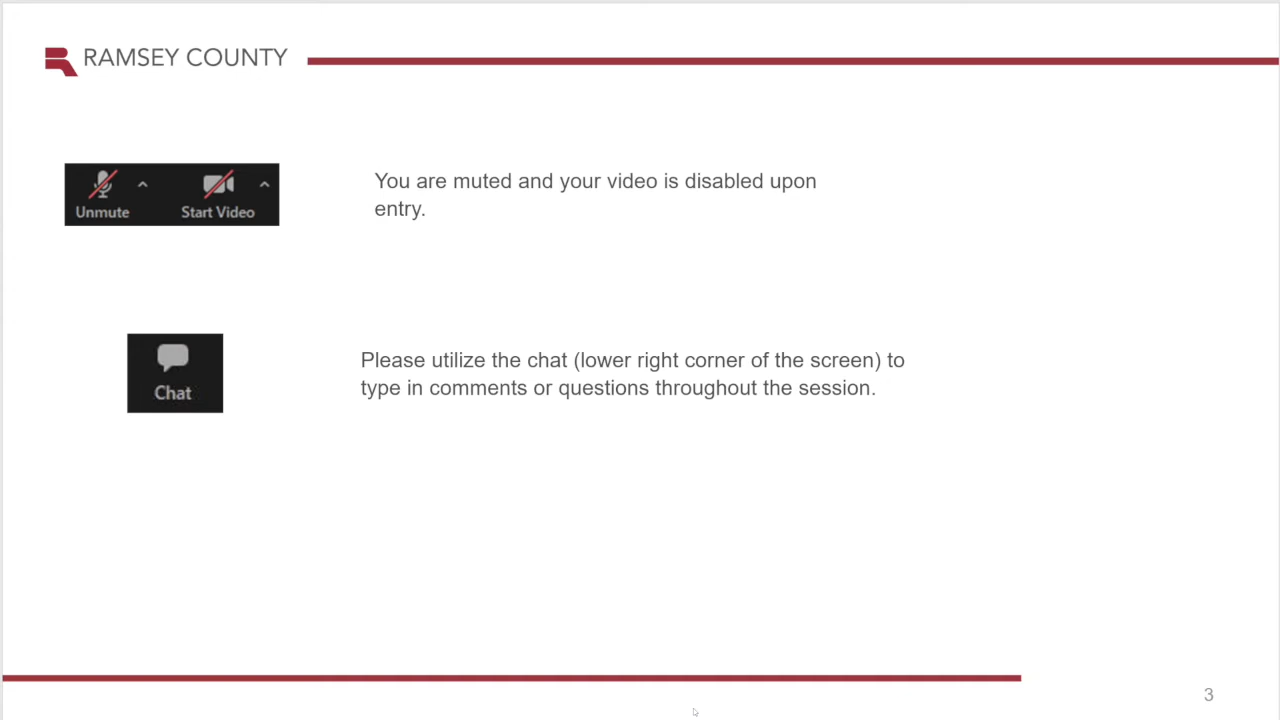 RAMSEY COUNTY
Unmute
Start Video
You are muted and your video is disabled upon
entry.
Chat
Please utilize the chat (lower right corner of the screen) to
type in comments or questions throughout the session.
3